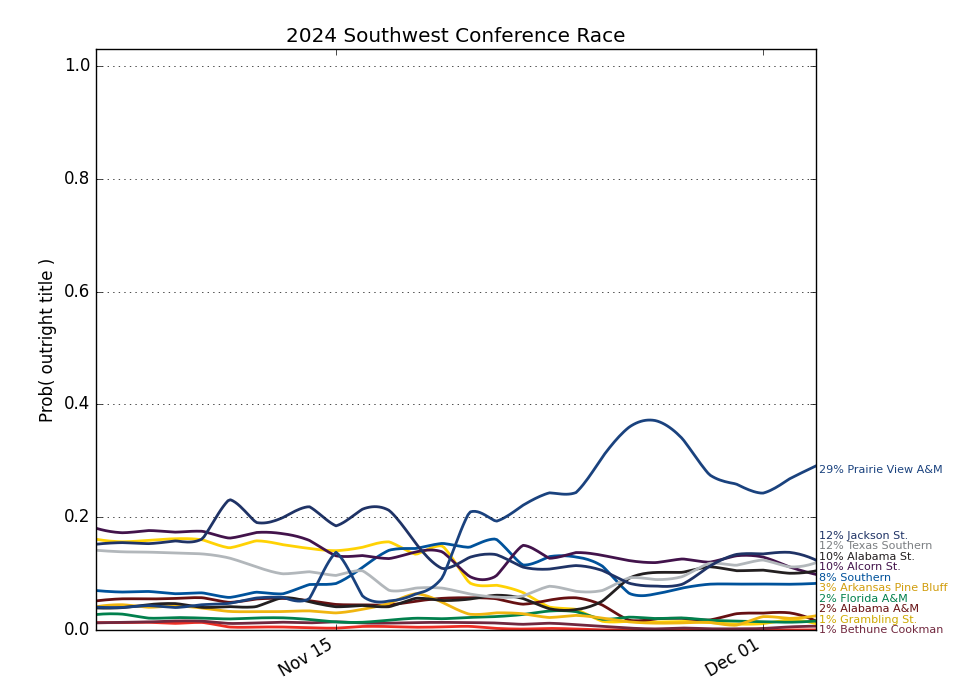 2024 Southwest Conference Race
Prob( outright title )
1.0
0.8
0.6
0.4
0.2
0.0
Nov 15
Dec 01
29% Prairie View A&M
12% Jackson St.
12% Texas Southern
10% Alabama St.
10% Alcorn St.
8% Southern
3% Arkansas Pine Bluff
2% Florida A&M
2% Alabama A&M
1% Grambling St.
1% Bethune Cookman